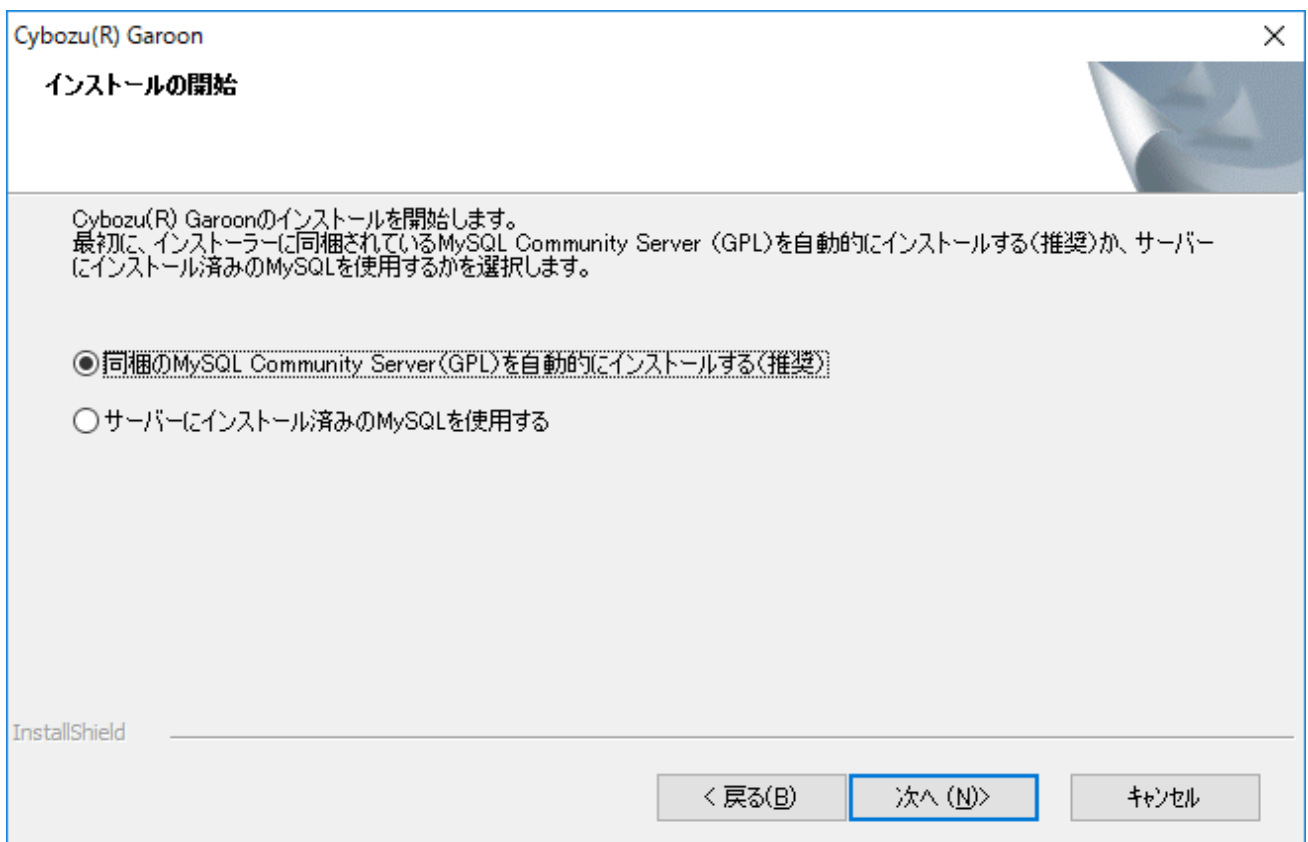 Cybozu(R) Garoon
インストールの開始
Cybozu(R) Garoonのインストールを開始します。
最初に、インストーラーに同梱されているMySQL Community Server (GPL)を自動的にインストールする(推奨)か、サーバー
にインストール済みのMySQLを使用するかを選択します。
同梱のMySQL Community Server(GPL)を自動的にインストールする(推奨)
サーバーにインストール済みのMySQLを使用する
InstallShield
< 戻る(B)
次へ (N)>
キャンセル